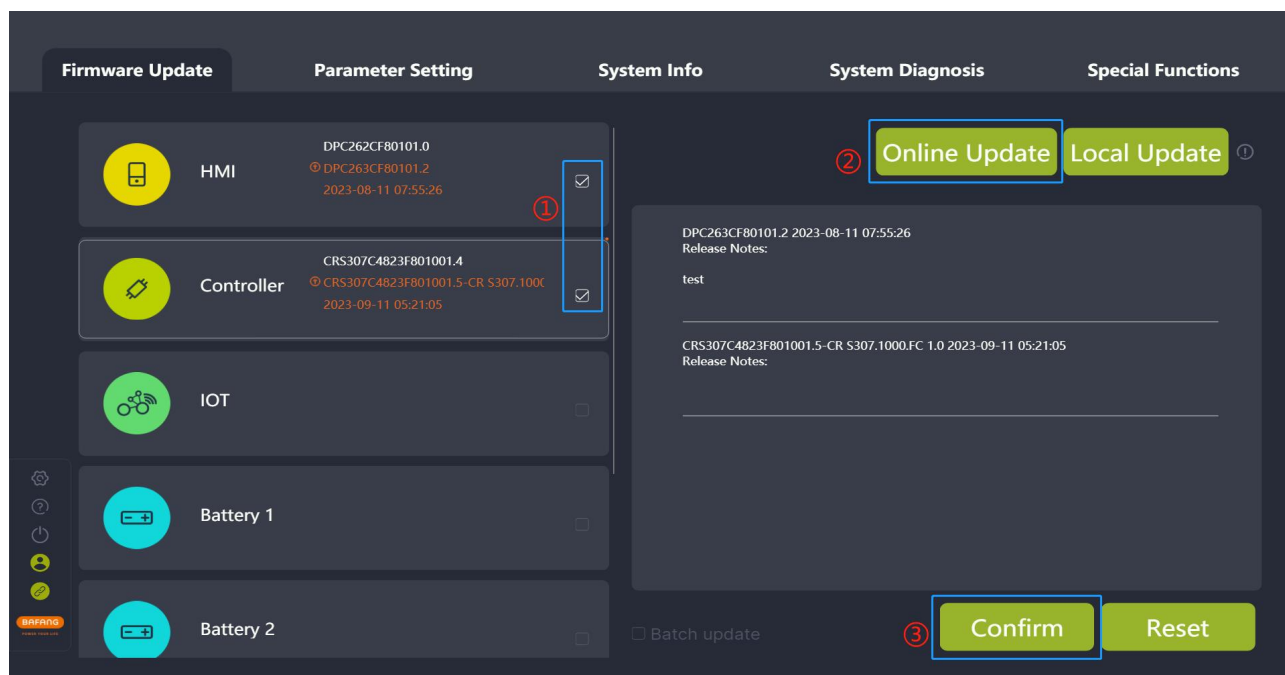 Firmware Update
Parameter Setting
System Info
System Diagnosis
Special Functions
HMI
DPC262CF80101.0
DPC263CF80101.2
2023-08-11 07:55:26
①
Controller
CRS307C4823F801001.4
CRS307C4823F801001.5-CR S307.100(
2023-09-11 05:21:05
IOT
Battery 1
Battery 2
②
Online Update
Local Update
DPC263CF80101.2 2023-08-11 07:55:26
Release Notes:
test
CRS307C4823F801001.5-CR S307.1000.FC 1.0 2023-09-11 05:21:05
Release Notes:
Batch update
③
Confirm
Reset
BAFANG